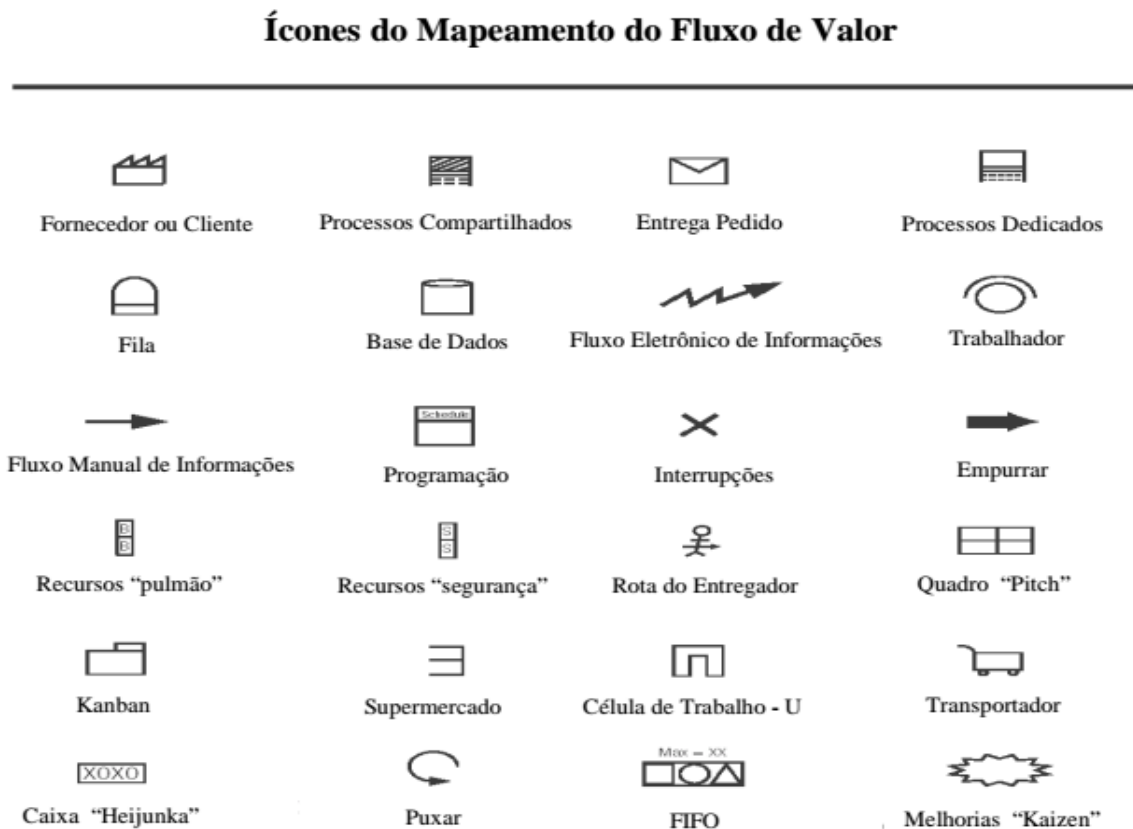 Ícones do Mapeamento do Fluxo de Valor
Fornecedor ou Cliente
Processos Compartilhados
Entrega Pedido
Processos Dedicados
Fila
Base de Dados
Fluxo Eletrônico de Informações
Trabalhador
Fluxo Manual de Informações
Schedule
Programação
Interrupções
Empurrar
B
B
Recursos “pulmão”
S
S
Recursos “segurança”
Rota do Entregador
Quadro “Pitch”
Kanban
Supermercado
Célula de Trabalho - U
Transportador
XOXO
Caixa “Heijunka”
Puxar
Max = XX
FIFO
Melhorias “Kaizen”